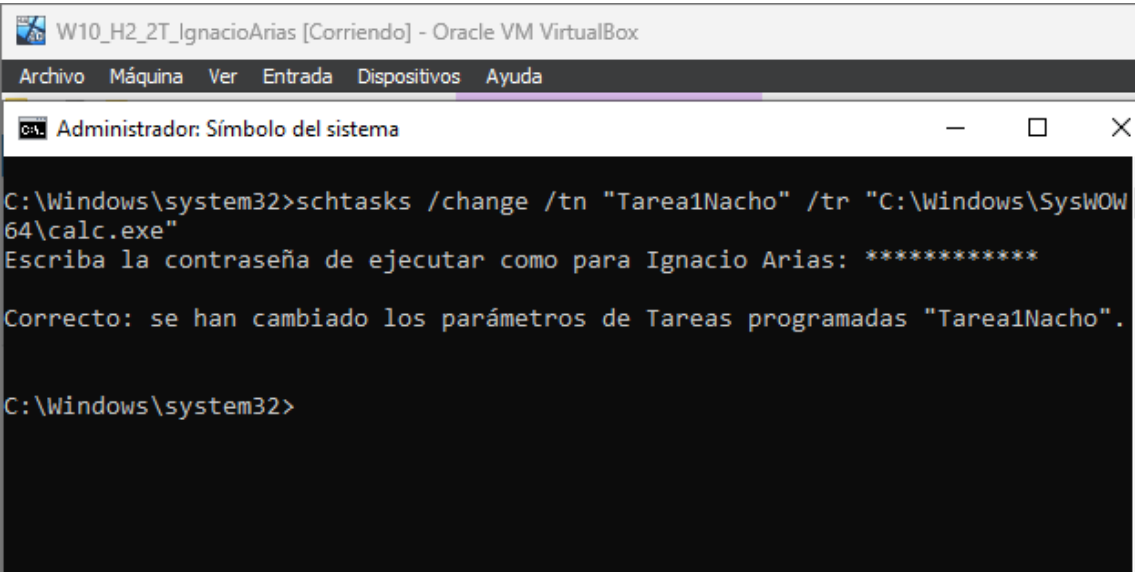 W10_H2_2T_IgnacioArias [Corriendo] - Oracle VM VirtualBox
Archivo Máquina Ver Entrada Dispositivos Ayuda
Administrador: Símbolo del sistema
C:\Windows\system32>schtasks /change /tn "Tarea1Nacho" /tr "C:\Windows\SysWOW
64\calc.exe"
Escriba la contraseña de ejecutar como para Ignacio Arias: ************
Correcto: se han cambiado los parámetros de Tareas programadas "Tarea1Nacho".
C:\Windows\system32>